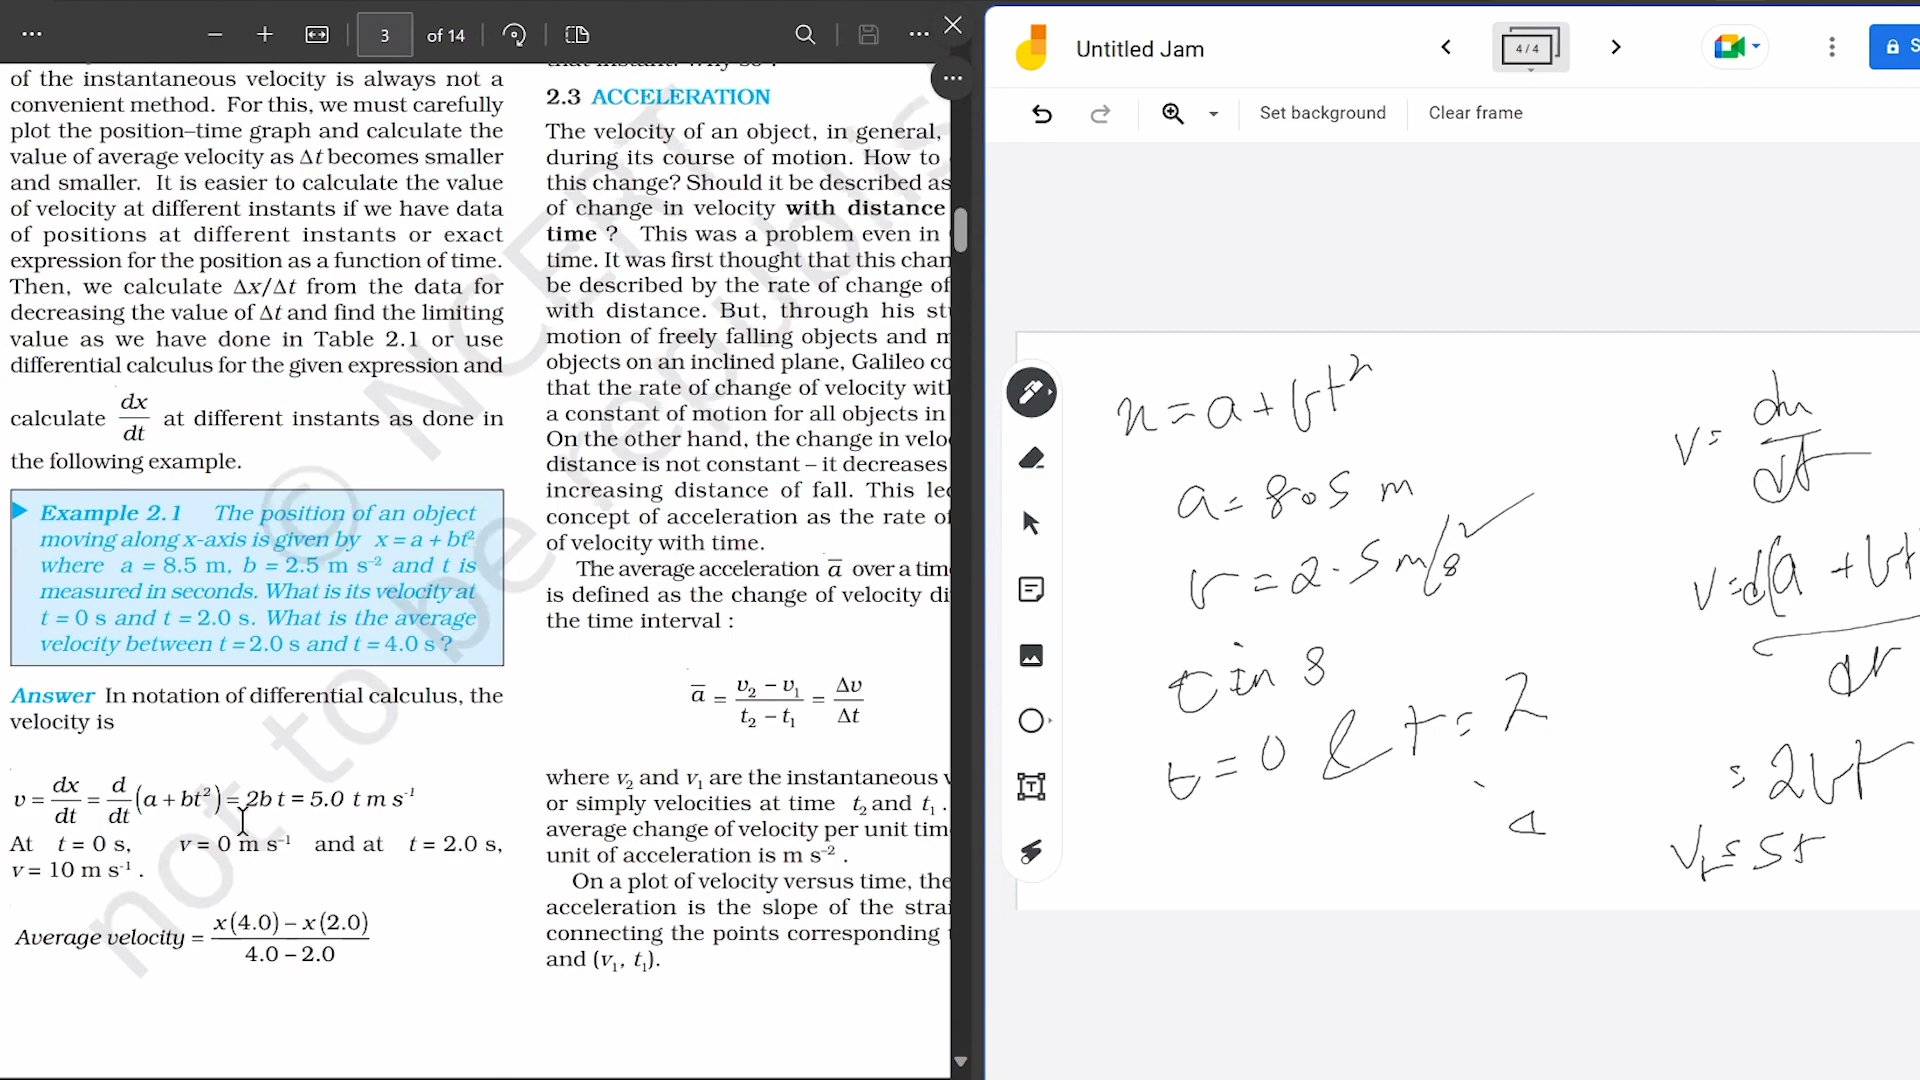 3 of 14
of the instantaneous velocity is always not a
convenient method. For this, we must carefully
plot the position–time graph and calculate the
value of average velocity as Δt becomes smaller
and smaller. It is easier to calculate the value
of velocity at different instants if we have data
of positions at different instants or exact
expression for the position as a function of time.
Then, we calculate Δx/Δt from the data for
decreasing the value of Δt and find the limiting
value as we have done in Table 2.1 or use
differential calculus for the given expression and
calculate dx/dt at different instants as done in
the following example.
Example 2.1 The position of an object
moving along x-axis is given by x = a + bt²
where a = 8.5 m, b = 2.5 m s⁻² and t is
measured in seconds. What is its velocity at
t = 0 s and t = 2.0 s. What is the average
velocity between t = 2.0 s and t = 4.0 s ?
Answer In notation of differential calculus, the
velocity is
v = dx/dt = d/dt (a + bt²) = 2b t = 5.0 t m s⁻¹
At t = 0 s, v = 0 m s⁻¹ and at t = 2.0 s,
v = 10 m s⁻¹ .
Average velocity = x(4.0) – x(2.0) / 4.0 – 2.0
2.3 ACCELERATION
The velocity of an object, in general,
during its course of motion. How to
this change? Should it be described as
of change in velocity with distance
time ? This was a problem even in
time. It was first thought that this chan
be described by the rate of change of
with distance. But, through his st
motion of freely falling objects and m
objects on an inclined plane, Galileo co
that the rate of change of velocity wit
a constant of motion for all objects in
On the other hand, the change in velo
distance is not constant – it decreases
increasing distance of fall. This le
concept of acceleration as the rate o
of velocity with time.
The average acceleration a̅ over a tim
is defined as the change of velocity di
the time interval :
a̅ = v₂ – v₁ / t₂ – t₁ = Δv / Δt
where v₂ and v₁ are the instantaneous v
or simply velocities at time t₂ and t₁ .
average change of velocity per unit tim
unit of acceleration is m s⁻² .
On a plot of velocity versus time, the
acceleration is the slope of the stra
connecting the points corresponding
and (v₁, t₁).
© NCERT
not to be republis
Untitled Jam
4 / 4
S
Set background
Clear frame
x = a + bt²
a = 8.5 m
b = 2.5 m/s²
t in s
t = 0 & t = 2
v = dx/dt
v = d(a + bt / dt
= 2bt
= 5t